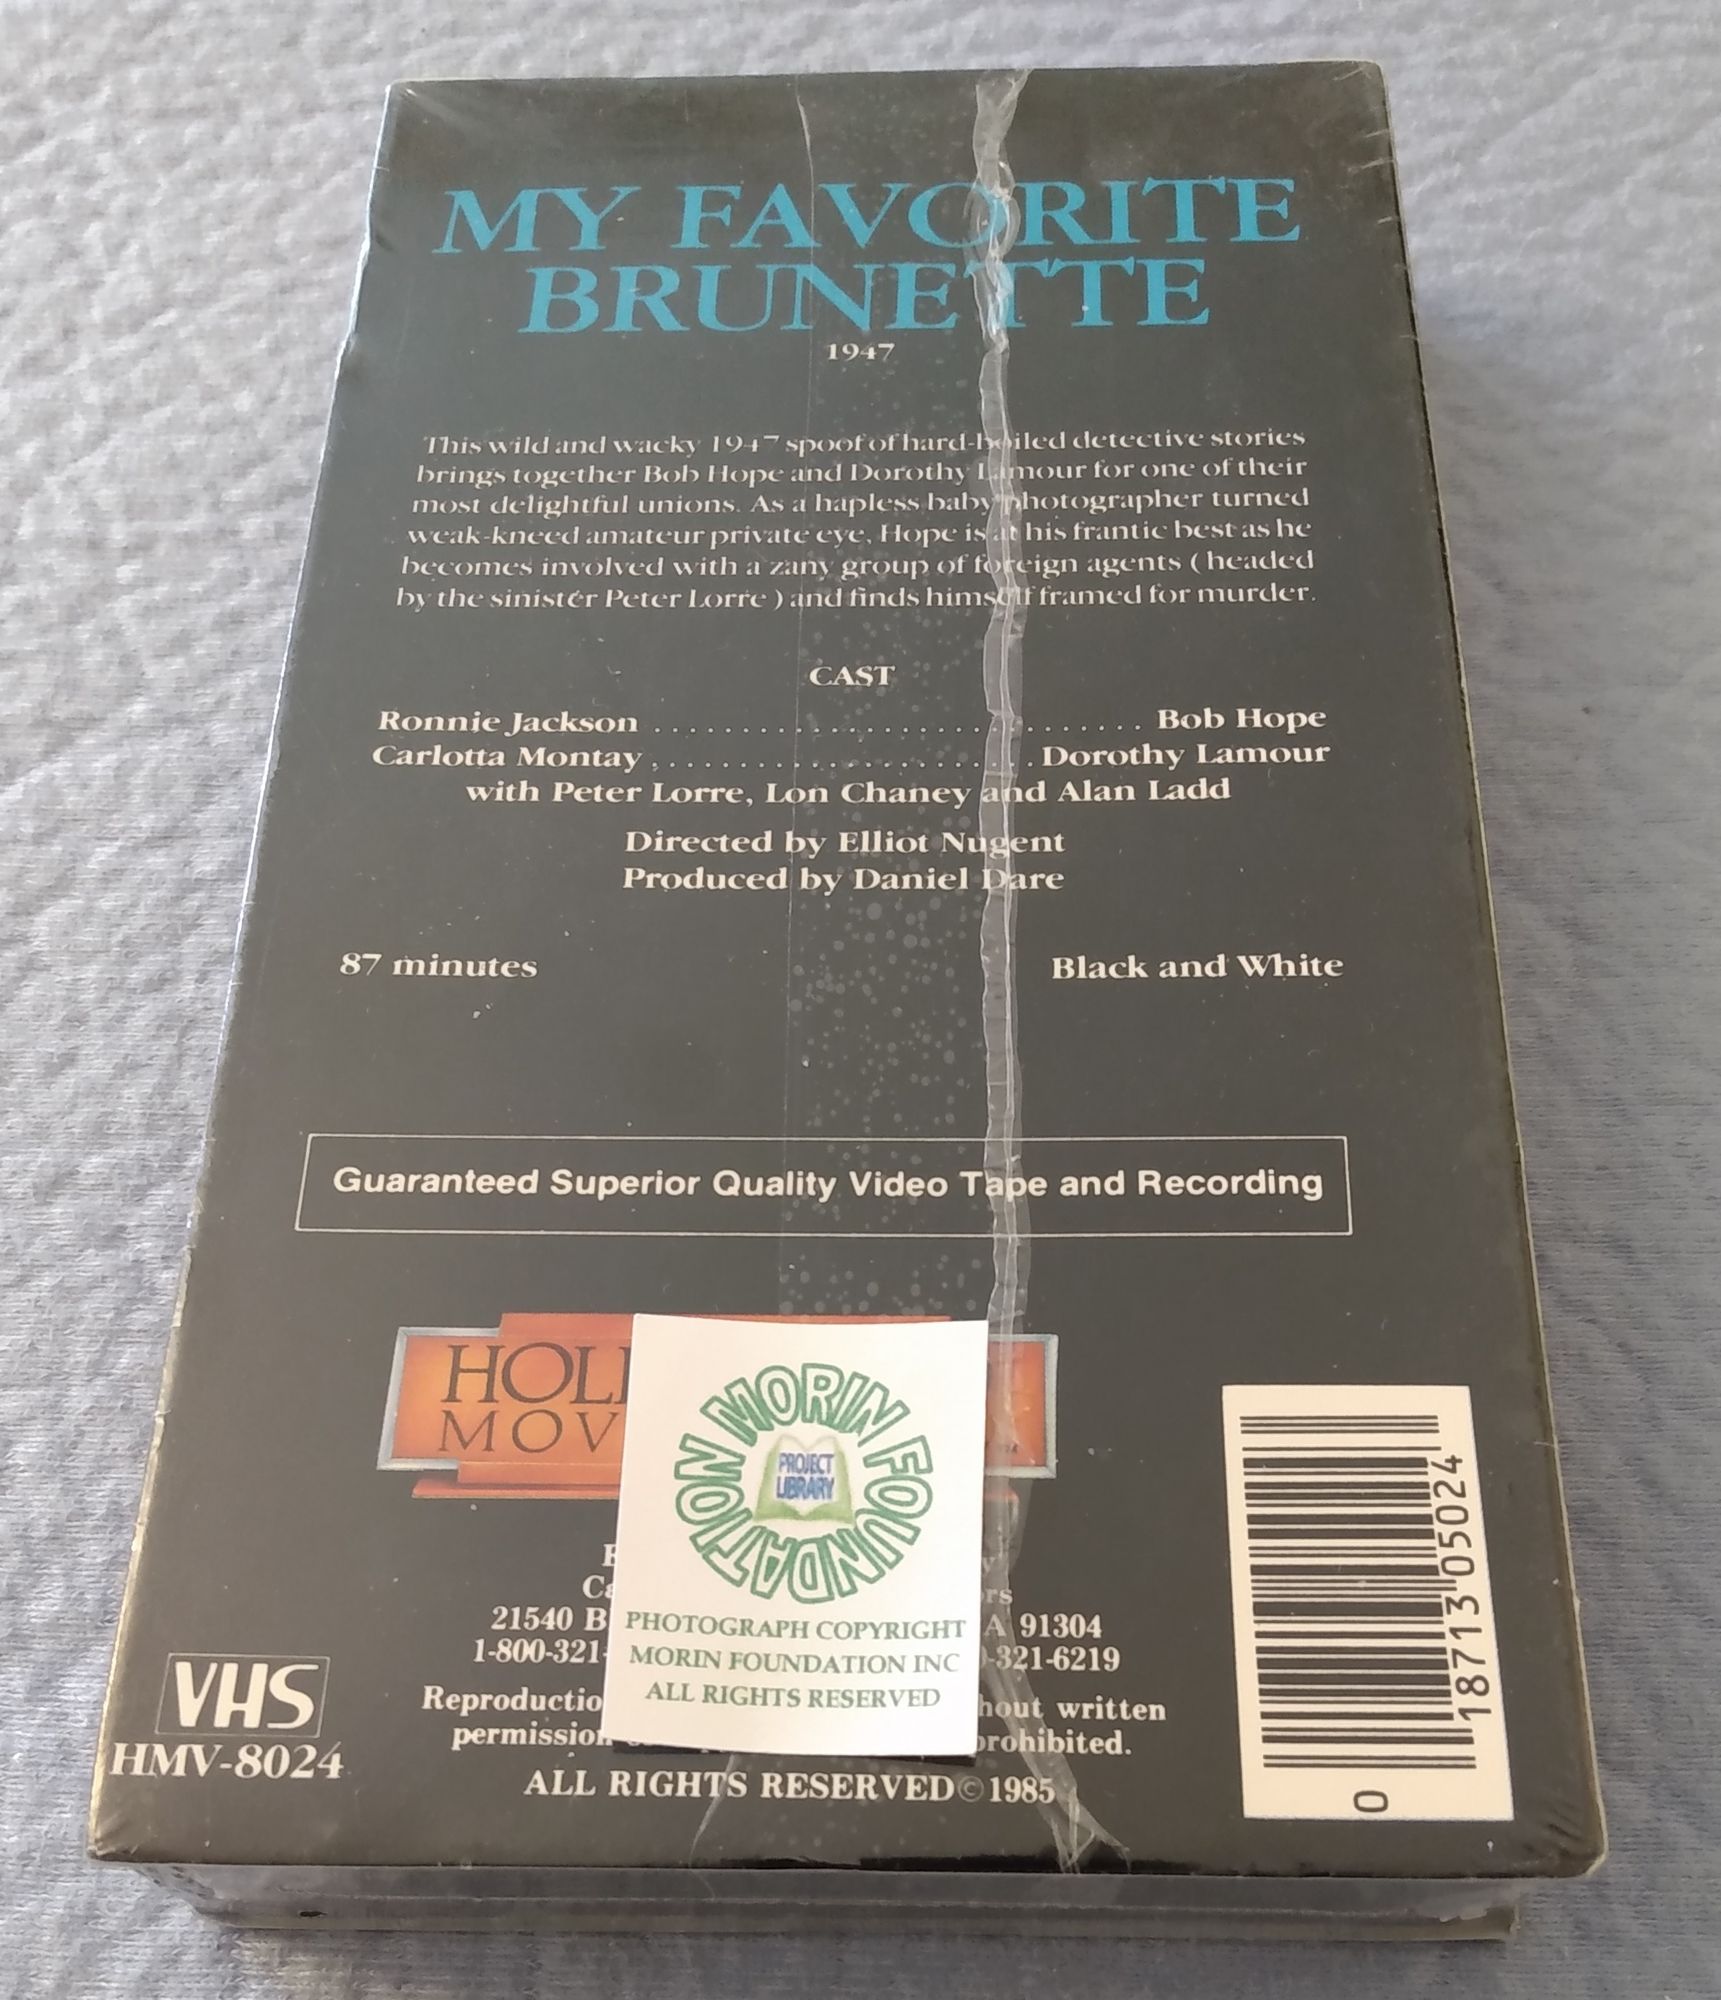 MY FAVORITE
BRUNETTE
1947
This wild and wacky 1947 spoof of hard-boiled detective stories
brings together Bob Hope and Dorothy Lamour for one of their
most delightful unions. As a hapless baby photographer turned
weak-kneed amateur private eye, Hope is at his frantic best as he
becomes involved with a zany group of foreign agents (headed
by the sinister Peter Lorre) and finds himself framed for murder.
CAST
Ronnie Jackson . . . . . . . . . . . . . . . . . . . . . . . . . . . . Bob Hope
Carlotta Montay . . . . . . . . . . . . . . . . . . . . . . Dorothy Lamour
with Peter Lorre, Lon Chaney and Alan Ladd
Directed by Elliot Nugent
Produced by Daniel Dare
87 minutes Black and White
Guaranteed Superior Quality Video Tape and Recording
HOL
MOV
MORIN FOUNDATION
PROJECT
LIBRARY
PHOTOGRAPH COPYRIGHT
MORIN FOUNDATION INC
ALL RIGHTS RESERVED
21540 B A 91304
1-800-321- -321-6219
Reproductio hout written
permission prohibited.
ALL RIGHTS RESERVED © 1985
VHS
HMV-8024
0 18713 05024